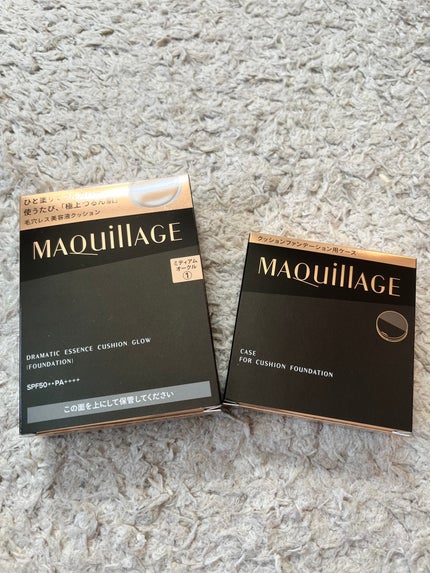 ひと塗り
使うたび、「極上つるん肌」
毛穴レス美容液クッション
MAQuillAGE
ミディアム
オークル
1
DRAMATIC ESSENCE CUSHION GLOW
(FOUNDATION)
SPF50++PA++++
この面を上にして保管してください
クッションファンデーション用ケース
MAQuillAGE
CASE
FOR CUSHION FOUNDATION